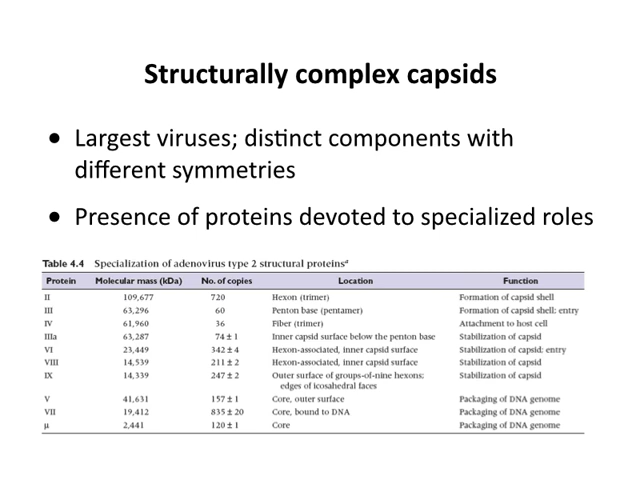 Structurally complex capsids
• Largest viruses; distinct components with
different symmetries
• Presence of proteins devoted to specialized roles
Table 4.4 Specialization of adenovirus type 2 structural proteinsᵃ
Protein Molecular mass (kDa) No. of copies Location Function
II 109,677 720 Hexon (trimer) Formation of capsid shell
III 63,296 60 Penton base (pentamer) Formation of capsid shell; entry
IV 61,960 36 Fiber (trimer) Attachment to host cell
IIIa 63,287 74 ± 1 Inner capsid surface below the penton base Stabilization of capsid
VI 23,449 342 ± 4 Hexon-associated, inner capsid surface Stabilization of capsid; entry
VIII 14,539 211 ± 2 Hexon-associated, inner capsid surface Stabilization of capsid
IX 14,339 247 ± 2 Outer surface of groups-of-nine hexons; Stabilization of capsid
edges of icosahedral faces
V 41,631 157 ± 1 Core, outer surface Packaging of DNA genome
VII 19,412 835 ± 20 Core, bound to DNA Packaging of DNA genome
μ 2,441 120 ± 1 Core Packaging of DNA genome